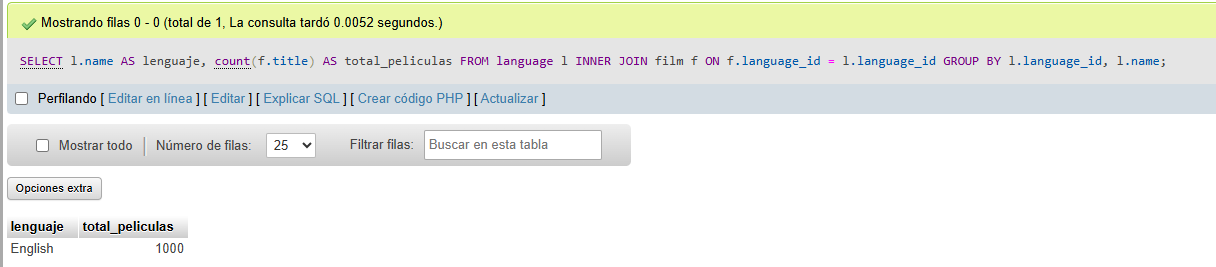 Mostrando filas 0 - 0 (total de 1, La consulta tardó 0.0052 segundos.)
SELECT l.name AS lenguaje, count(f.title) AS total_peliculas FROM language l INNER JOIN film f ON f.language_id = l.language_id GROUP BY l.language_id, l.name;
Perfilando [ Editar en línea ] [ Editar ] [ Explicar SQL ] [ Crear código PHP ] [ Actualizar ]
Mostrar todo Número de filas: 25 Filtrar filas: Buscar en esta tabla
Opciones extra
lenguaje total_peliculas
English 1000